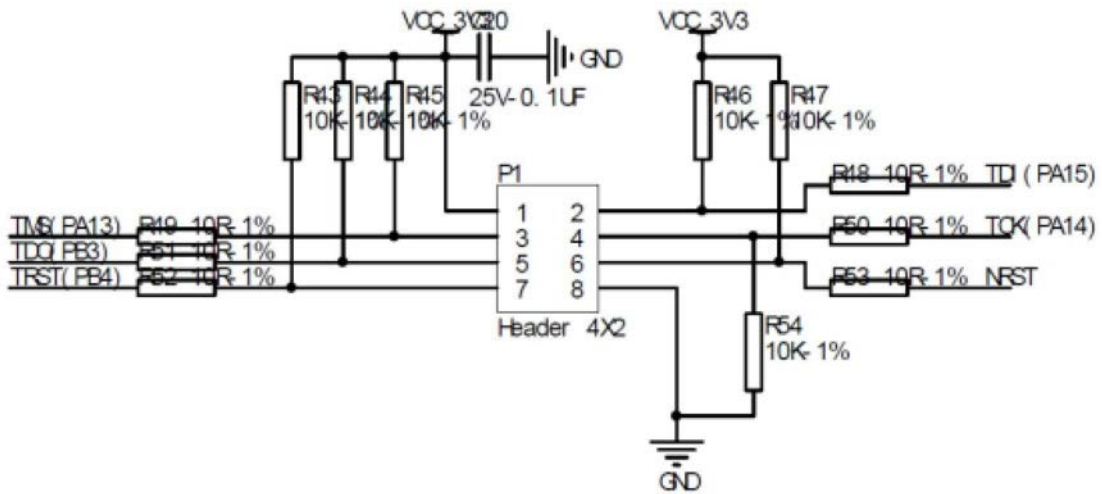 VCC_3V3 C20
VCC_3V3
GND
R43
10K-1%
R44
10K-1%
R45
10K-1%
25V-0.1UF
R46
10K-1%
R47
10K-1%
P1
R18 10R-1% TDI(PA15)
1 2
TMS(PA13) R49 10R-1%
3 4
R50 10R-1% TCK(PA14)
TDO(PB3) R51 10R-1%
5 6
TRST(PB4) R52 10R-1%
7 8
R53 10R-1% NRST
Header 4X2
R54
10K-1%
GND